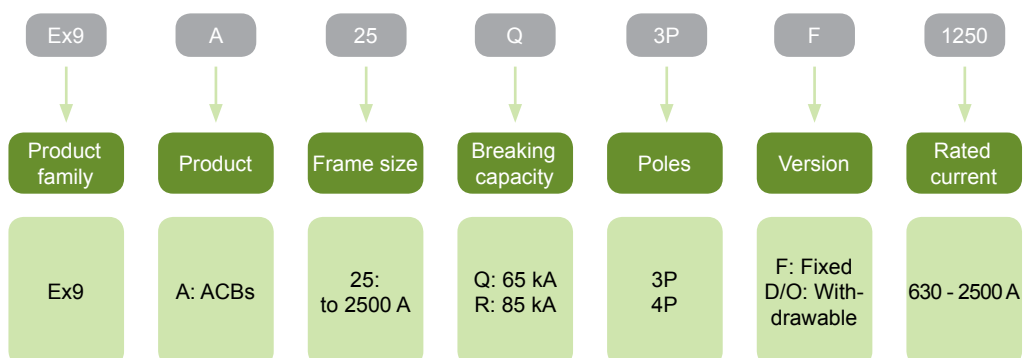 Ex9
A
25
Q
3P
F
1250
Product
family
Product
Frame size
Breaking
capacity
Poles
Version
Rated
current
Ex9
A: ACBs
25:
to 2500 A
Q: 65 kA
R: 85 kA
3P
4P
F: Fixed
D/O: With-
drawable
630 - 2500 A